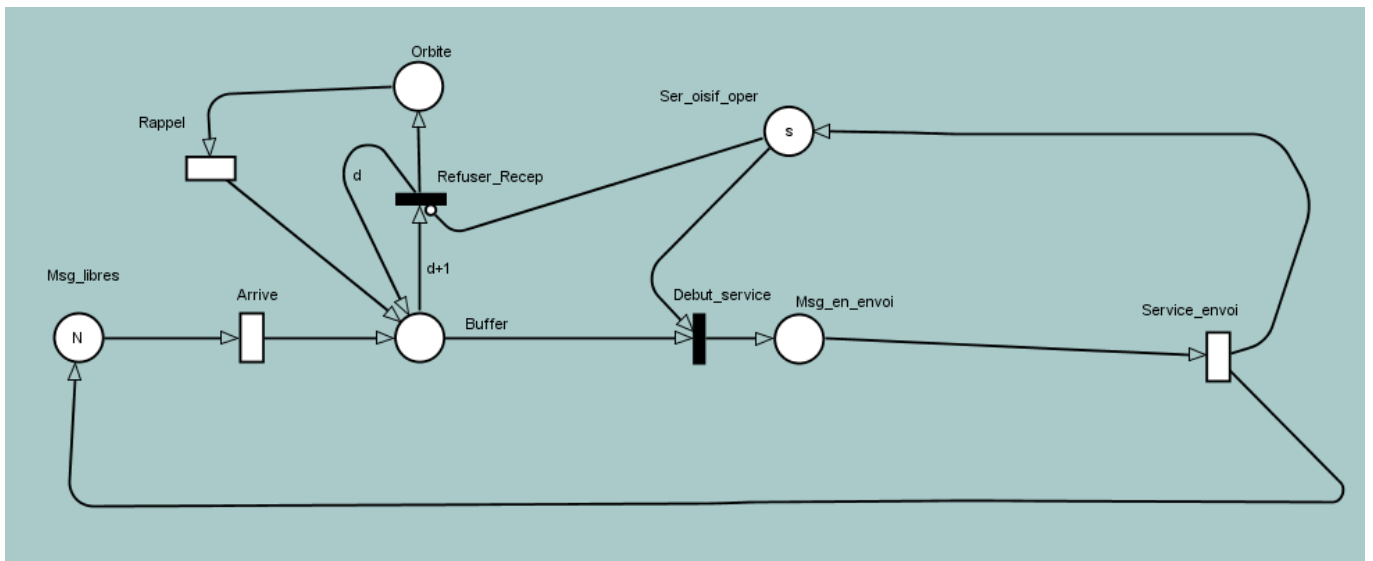 Orbite
Ser_oisif_oper
Rappel
s
d
Refuser_Recep
d+1
Msg_libres
Arrive
Debut_service
Msg_en_envoi
Service_envoi
Buffer
N